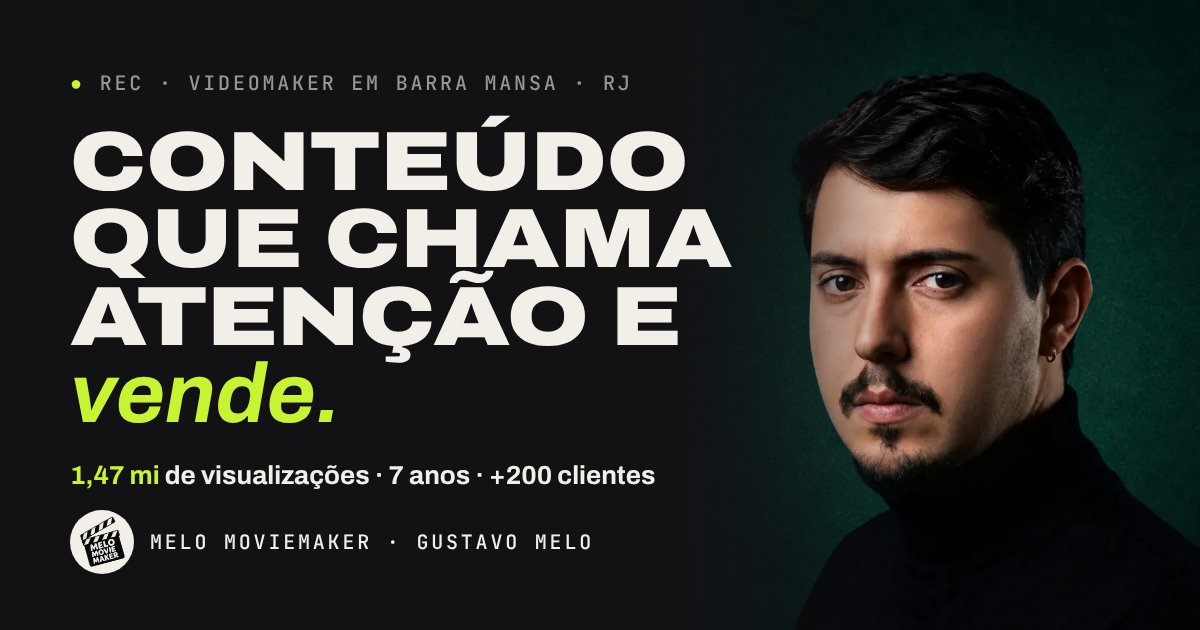 REC · VIDEOMAKER EM BARRA MANSA · RJ
CONTEÚDO
QUE CHAMA
ATENÇÃO E
vende.
1,47 mi de visualizações · 7 anos · +200 clientes
MELO
MOVIE
MAKER
MELO MOVIEMAKER · GUSTAVO MELO